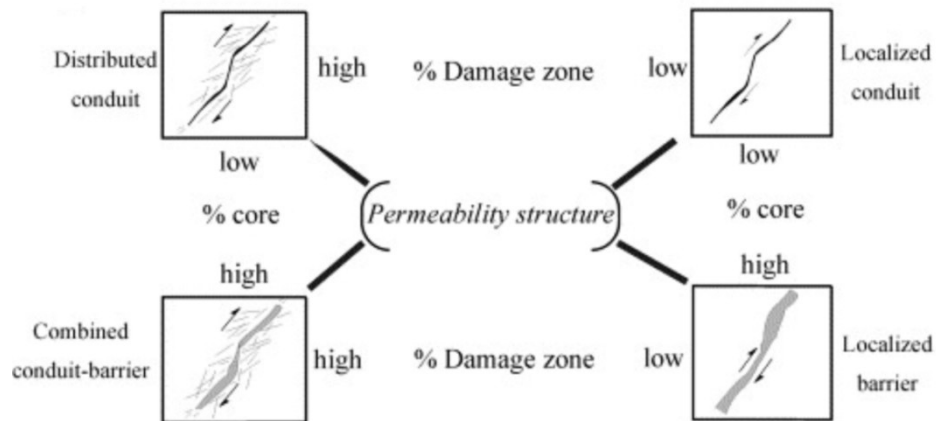 Distributed
conduit
high
% Damage zone
low
Localized
conduit
low
low
% core
Permeability structure
% core
high
high
Combined
conduit-barrier
high
% Damage zone
low
Localized
barrier